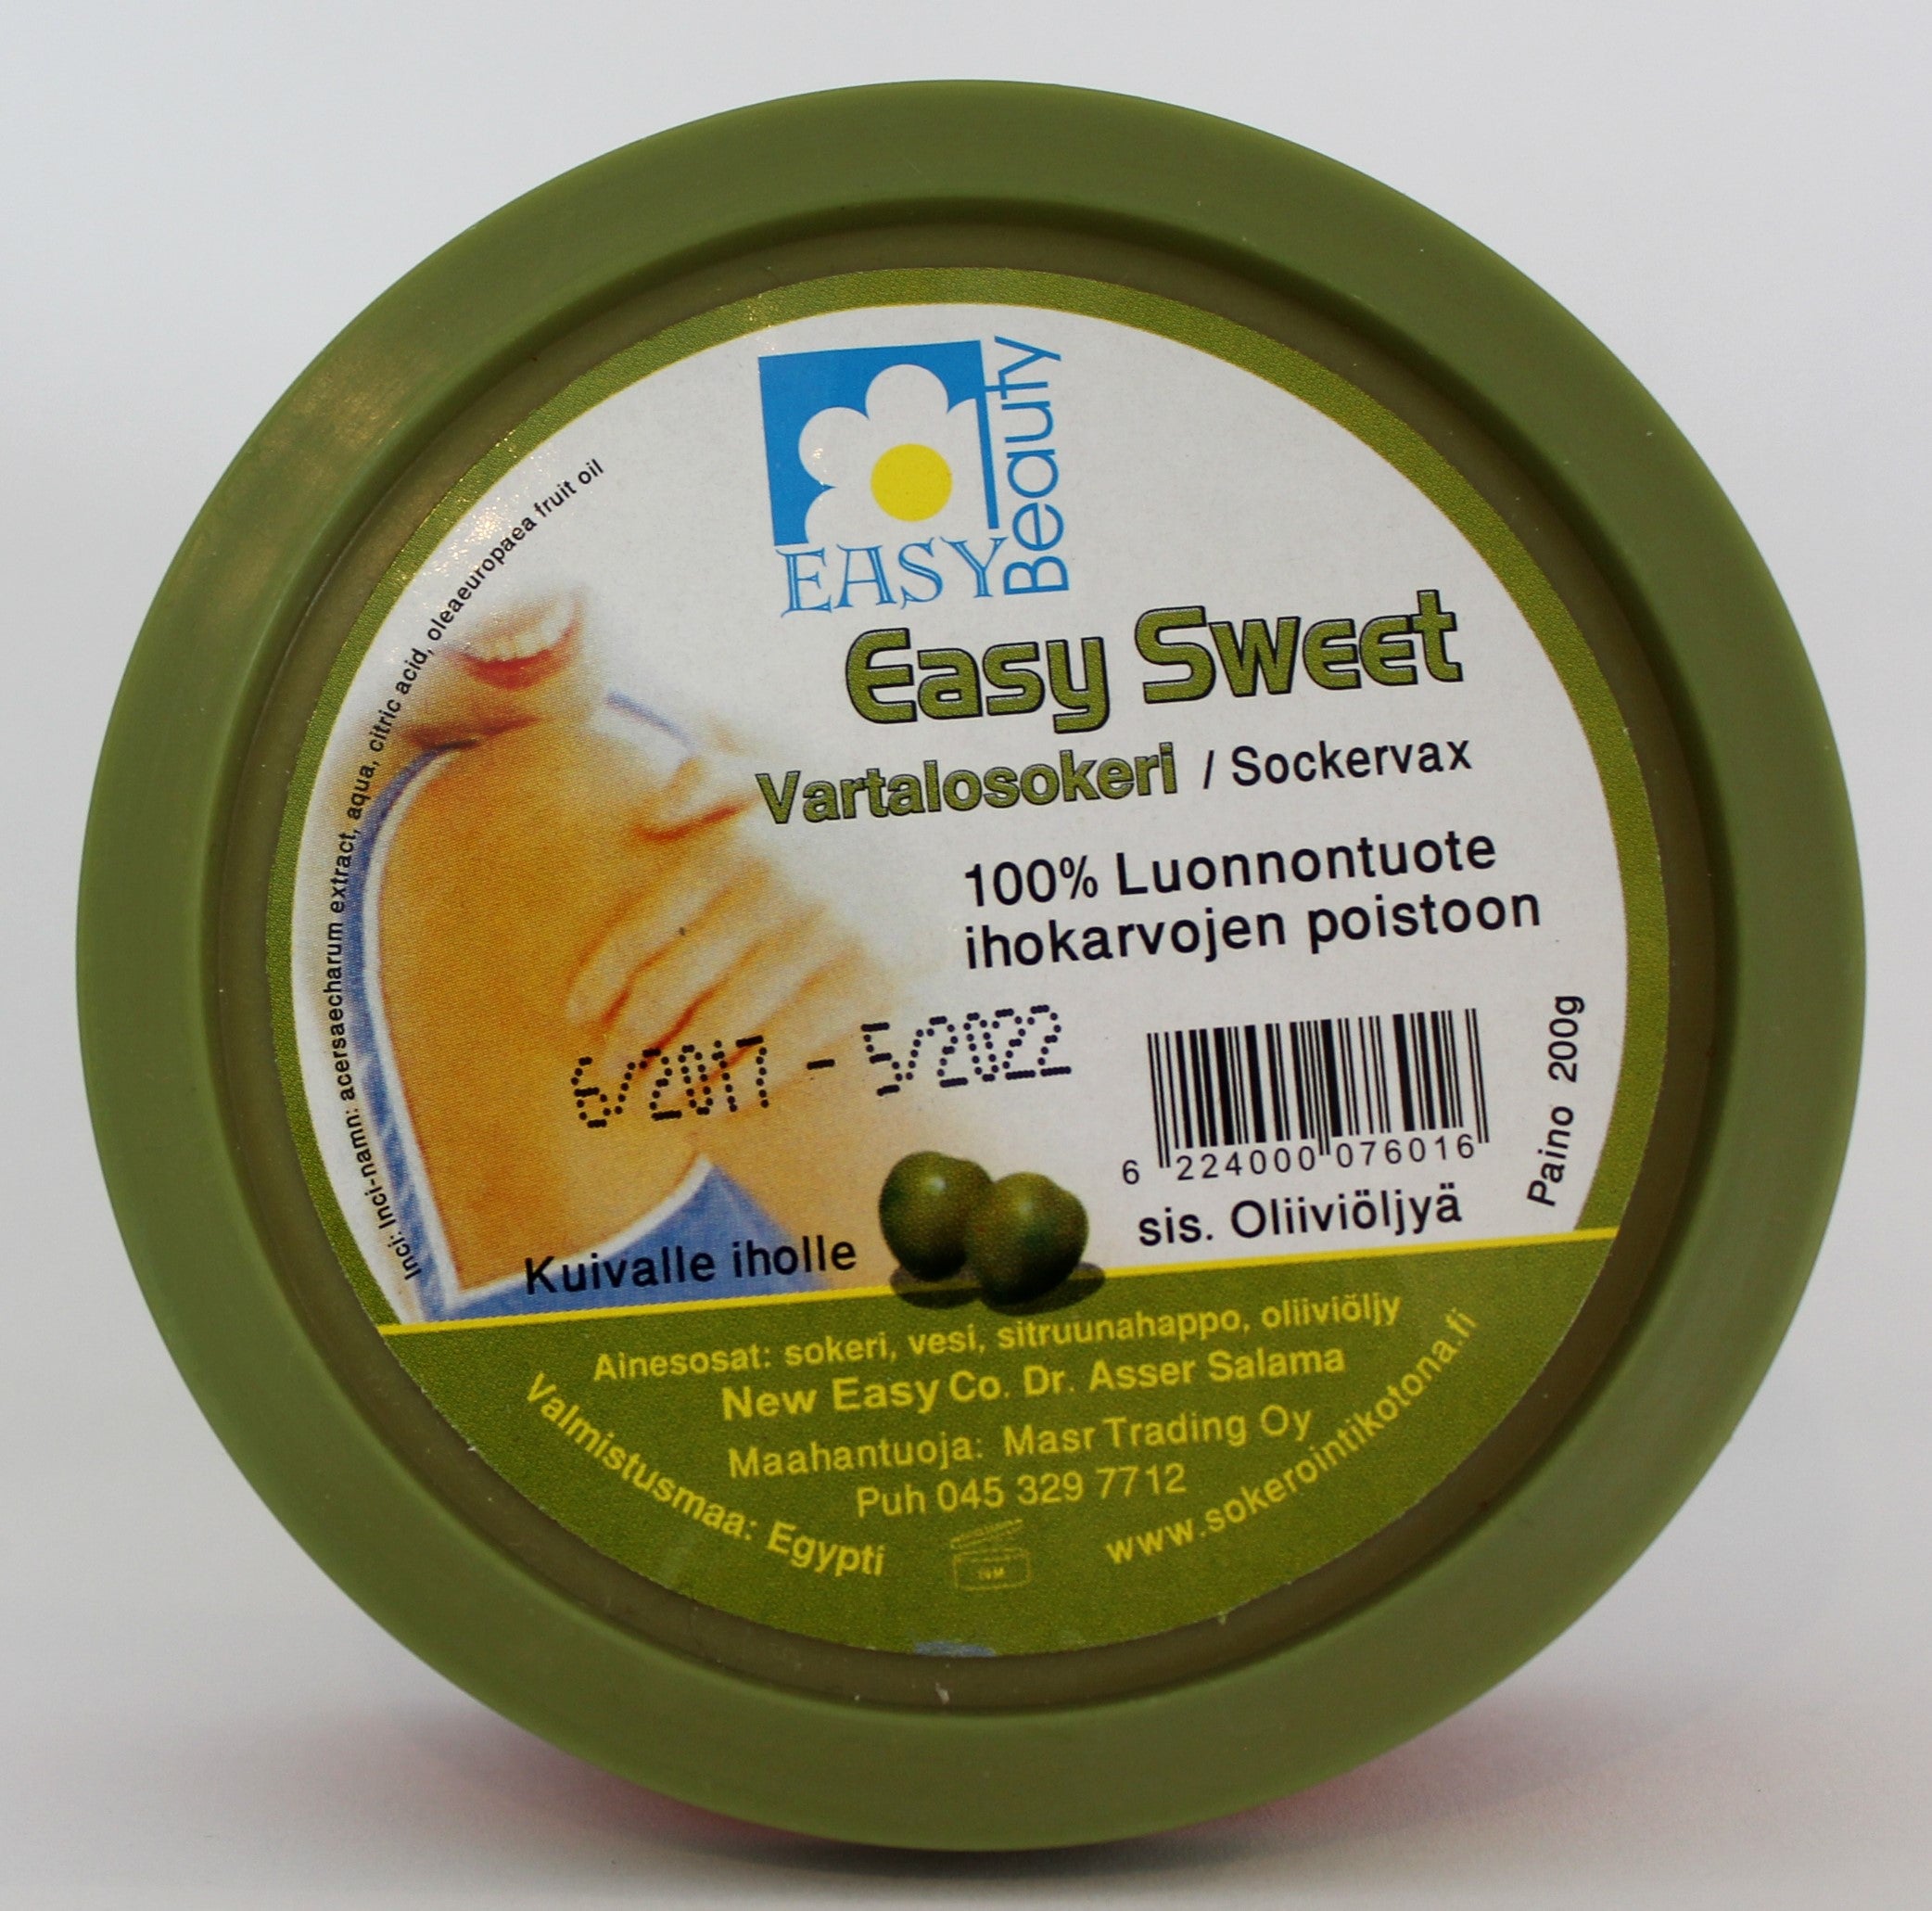 EASY
Beauty
Easy Sweet
Vartalosokeri / Sockervax
100% Luonnontuote
ihokarvojen poistoon
6/2017 - 5/2022
6 224000 076016
Paino 200g
sis. Oliiviöljyä
Kuivalle iholle
Inci: Inci-namn: acersaecharum extract, aqua, citric acid, oleaeuropaea fruit oil
Ainesosat: sokeri, vesi, sitruunahappo, oliiviõljy
New Easy Co. Dr. Asser Salama
Maahantuoja: Masr Trading Oy
Puh 045 329 7712
Valmistusmaa: Egypti
www.sokerointikotona.fi